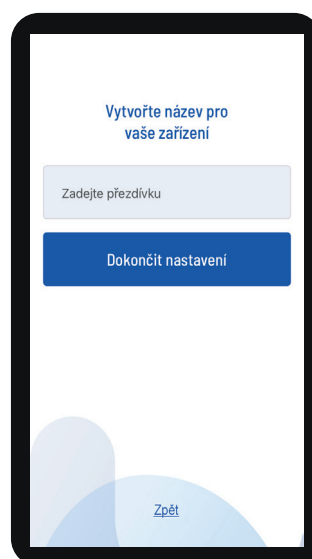 Vytvořte název pro
vaše zařízení
Zadejte přezdívku
Dokončit nastavení
Zpět